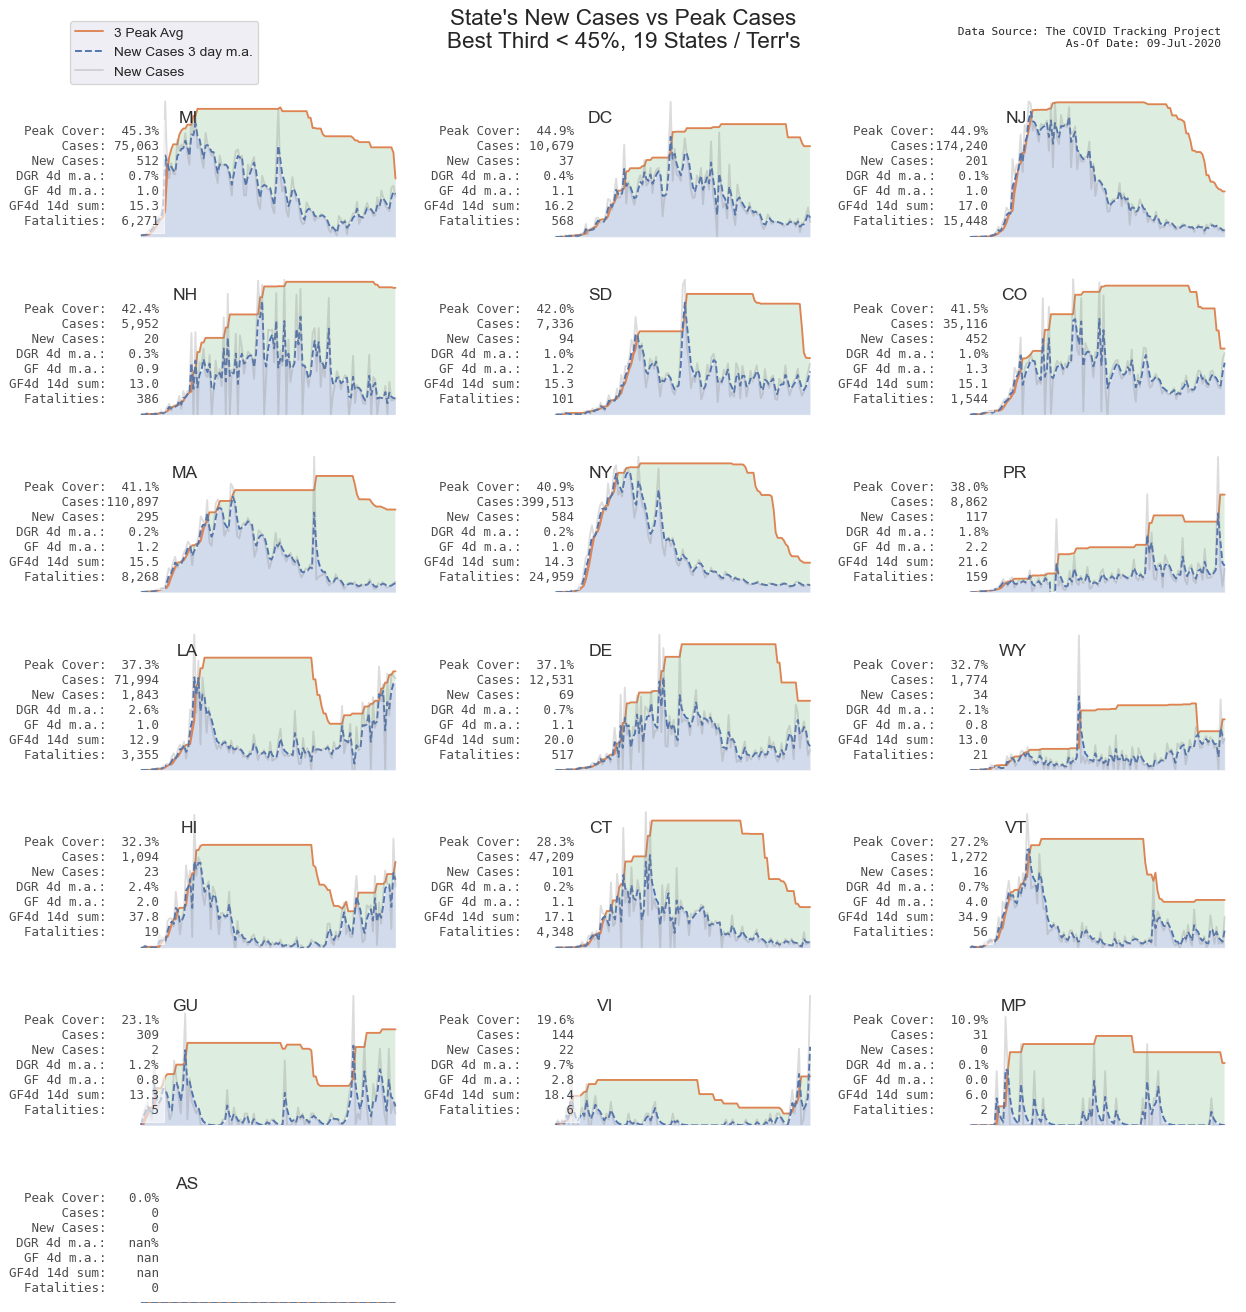 State's New Cases vs Peak Cases
Best Third < 45%, 19 States / Terr's
3 Peak Avg
New Cases 3 day m.a.
New Cases
Data Source: The COVID Tracking Project
As-Of Date: 09-Jul-2020
MI
Peak Cover: 45.3%
Cases: 75,063
New Cases: 512
DGR 4d m.a.: 0.7%
GF 4d m.a.: 1.0
GF4d 14d sum: 15.3
Fatalities: 6,271
DC
Peak Cover: 44.9%
Cases: 10,679
New Cases: 37
DGR 4d m.a.: 0.4%
GF 4d m.a.: 1.1
GF4d 14d sum: 16.2
Fatalities: 568
NJ
Peak Cover: 44.9%
Cases:174,240
New Cases: 201
DGR 4d m.a.: 0.1%
GF 4d m.a.: 1.0
GF4d 14d sum: 17.0
Fatalities: 15,448
NH
Peak Cover: 42.4%
Cases: 5,952
New Cases: 20
DGR 4d m.a.: 0.3%
GF 4d m.a.: 0.9
GF4d 14d sum: 13.0
Fatalities: 386
SD
Peak Cover: 42.0%
Cases: 7,336
New Cases: 94
DGR 4d m.a.: 1.0%
GF 4d m.a.: 1.2
GF4d 14d sum: 15.3
Fatalities: 101
CO
Peak Cover: 41.5%
Cases: 35,116
New Cases: 452
DGR 4d m.a.: 1.0%
GF 4d m.a.: 1.3
GF4d 14d sum: 15.1
Fatalities: 1,544
MA
Peak Cover: 41.1%
Cases:110,897
New Cases: 295
DGR 4d m.a.: 0.2%
GF 4d m.a.: 1.2
GF4d 14d sum: 15.5
Fatalities: 8,268
NY
Peak Cover: 40.9%
Cases:399,513
New Cases: 584
DGR 4d m.a.: 0.2%
GF 4d m.a.: 1.0
GF4d 14d sum: 14.3
Fatalities: 24,959
PR
Peak Cover: 38.0%
Cases: 8,862
New Cases: 117
DGR 4d m.a.: 1.8%
GF 4d m.a.: 2.2
GF4d 14d sum: 21.6
Fatalities: 159
LA
Peak Cover: 37.3%
Cases: 71,994
New Cases: 1,843
DGR 4d m.a.: 2.6%
GF 4d m.a.: 1.0
GF4d 14d sum: 12.9
Fatalities: 3,355
DE
Peak Cover: 37.1%
Cases: 12,531
New Cases: 69
DGR 4d m.a.: 0.7%
GF 4d m.a.: 1.1
GF4d 14d sum: 20.0
Fatalities: 517
WY
Peak Cover: 32.7%
Cases: 1,774
New Cases: 34
DGR 4d m.a.: 2.1%
GF 4d m.a.: 0.8
GF4d 14d sum: 13.0
Fatalities: 21
HI
Peak Cover: 32.3%
Cases: 1,094
New Cases: 23
DGR 4d m.a.: 2.4%
GF 4d m.a.: 2.0
GF4d 14d sum: 37.8
Fatalities: 19
CT
Peak Cover: 28.3%
Cases: 47,209
New Cases: 101
DGR 4d m.a.: 0.2%
GF 4d m.a.: 1.1
GF4d 14d sum: 17.1
Fatalities: 4,348
VT
Peak Cover: 27.2%
Cases: 1,272
New Cases: 16
DGR 4d m.a.: 0.7%
GF 4d m.a.: 4.0
GF4d 14d sum: 34.9
Fatalities: 56
GU
Peak Cover: 23.1%
Cases: 309
New Cases: 2
DGR 4d m.a.: 1.2%
GF 4d m.a.: 0.8
GF4d 14d sum: 13.3
Fatalities: 5
VI
Peak Cover: 19.6%
Cases: 144
New Cases: 22
DGR 4d m.a.: 9.7%
GF 4d m.a.: 2.8
GF4d 14d sum: 18.4
Fatalities: 6
MP
Peak Cover: 10.9%
Cases: 31
New Cases: 0
DGR 4d m.a.: 0.1%
GF 4d m.a.: 0.0
GF4d 14d sum: 6.0
Fatalities: 2
AS
Peak Cover: 0.0%
Cases: 0
New Cases: 0
DGR 4d m.a.: nan%
GF 4d m.a.: nan
GF4d 14d sum: nan
Fatalities: 0